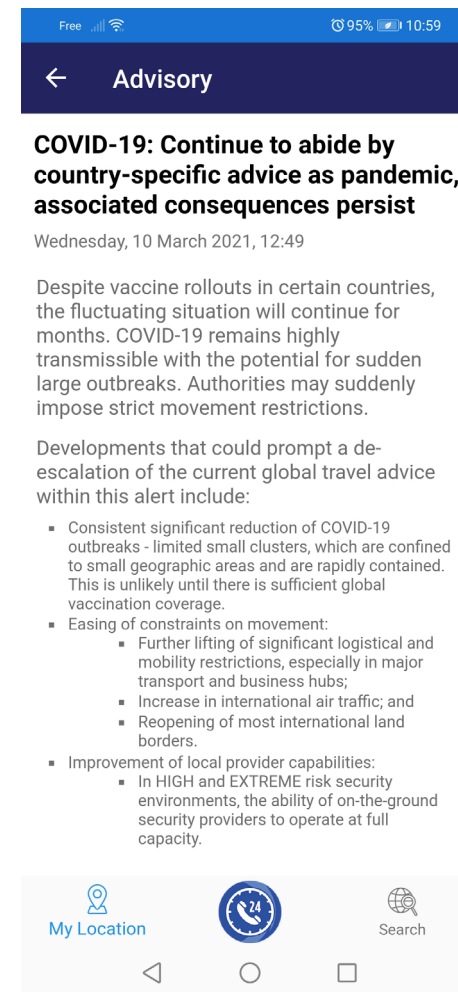 Free 95% 10:59
Advisory
COVID-19: Continue to abide by
country-specific advice as pandemic,
associated consequences persist
Wednesday, 10 March 2021, 12:49
Despite vaccine rollouts in certain countries,
the fluctuating situation will continue for
months. COVID-19 remains highly
transmissible with the potential for sudden
large outbreaks. Authorities may suddenly
impose strict movement restrictions.
Developments that could prompt a de-
escalation of the current global travel advice
within this alert include:
▪ Consistent significant reduction of COVID-19
outbreaks - limited small clusters, which are confined
to small geographic areas and are rapidly contained.
This is unlikely until there is sufficient global
vaccination coverage.
▪ Easing of constraints on movement:
▪ Further lifting of significant logistical and
mobility restrictions, especially in major
transport and business hubs;
▪ Increase in international air traffic; and
▪ Reopening of most international land
borders.
▪ Improvement of local provider capabilities:
▪ In HIGH and EXTREME risk security
environments, the ability of on-the-ground
security providers to operate at full
capacity.
24
My Location Search